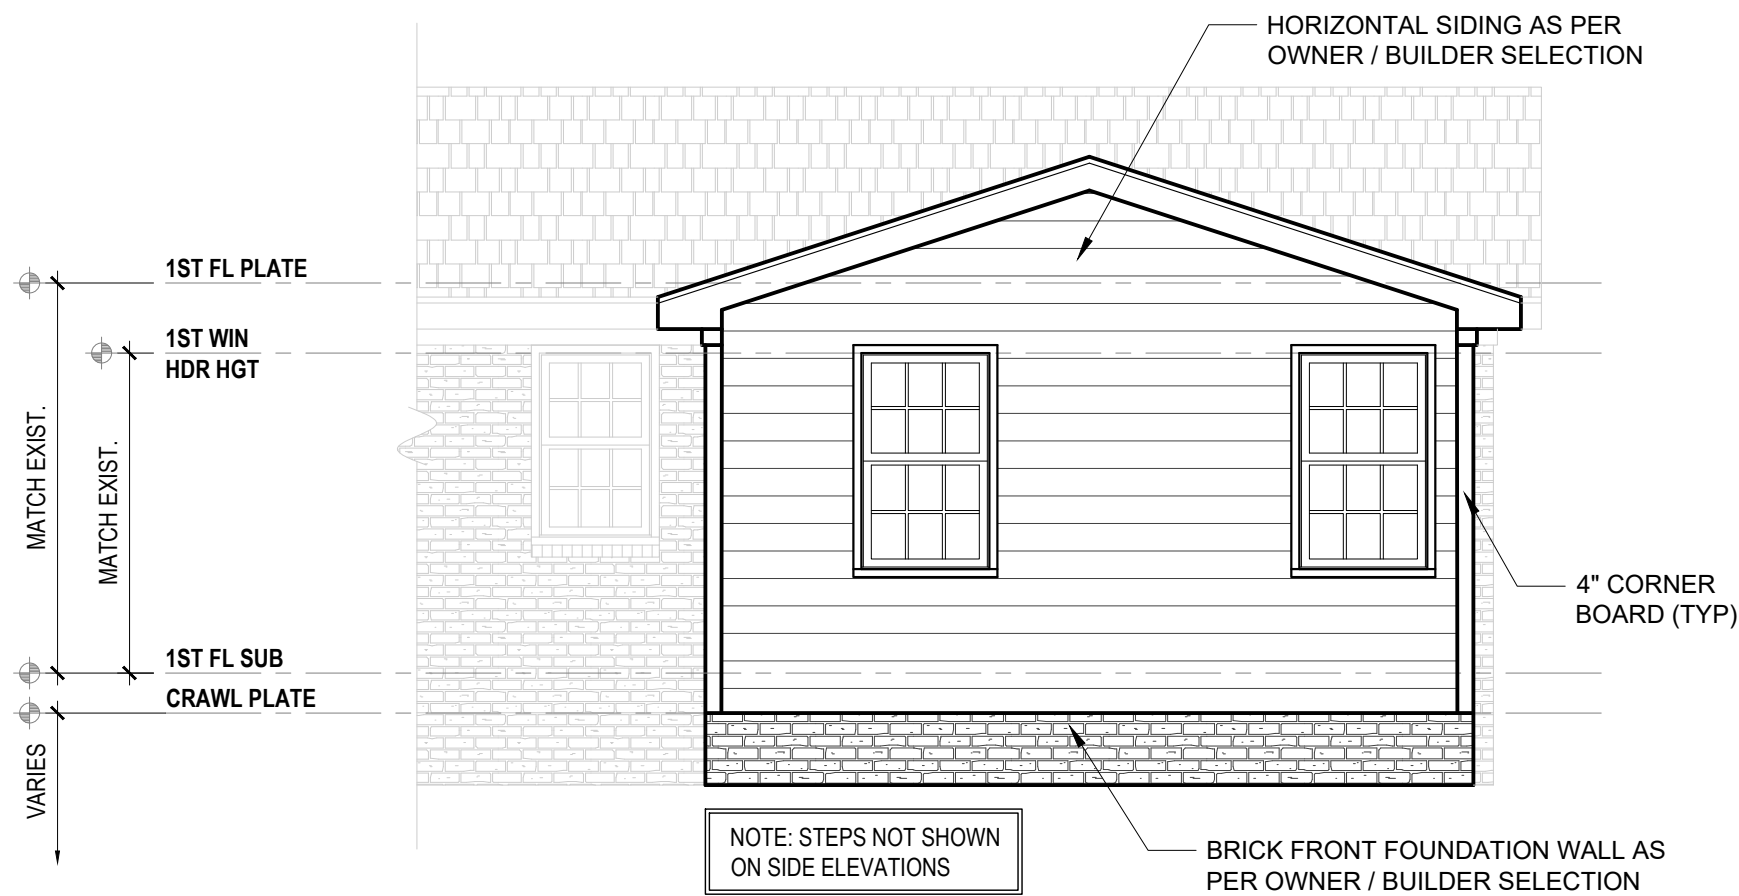 HORIZONTAL SIDING AS PER
OWNER / BUILDER SELECTION
1ST FL PLATE
1ST WIN
HDR HGT
MATCH EXIST.
MATCH EXIST.
4" CORNER
BOARD (TYP)
1ST FL SUB
CRAWL PLATE
VARIES
NOTE: STEPS NOT SHOWN
ON SIDE ELEVATIONS
BRICK FRONT FOUNDATION WALL AS
PER OWNER / BUILDER SELECTION